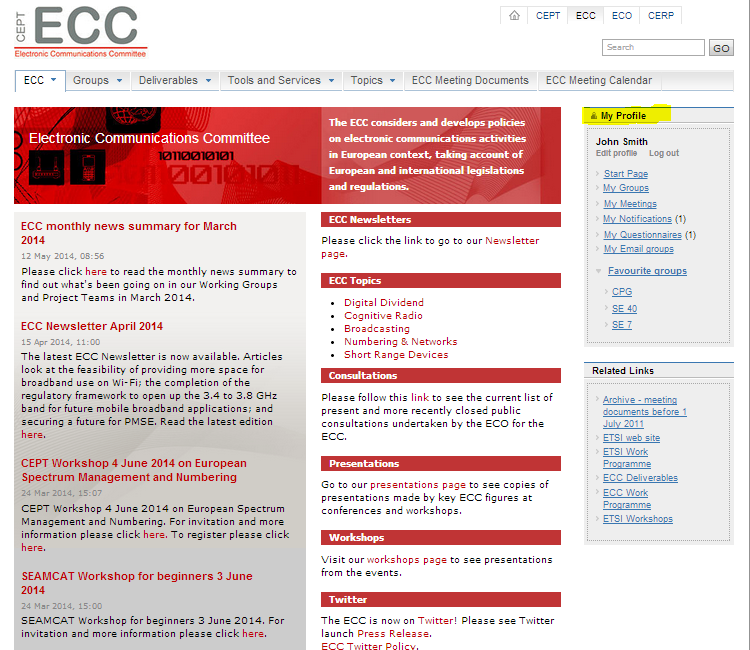 CEPT
ECC
Electronic Communications Committee
CEPT ECC ECO CERP
Search GO
ECC Groups Deliverables Tools and Services Topics ECC Meeting Documents ECC Meeting Calendar
Electronic Communications Committee
10110010101
10110010101
The ECC considers and develops policies
on electronic communications activities
in European context, taking account of
European and international legislations
and regulations.
ECC monthly news summary for March
2014
12 May 2014, 08:56
Please click here to read the monthly news summary to
find out what's been going on in our Working Groups
and Project Teams in March 2014.
ECC Newsletter April 2014
15 Apr 2014, 11:00
The latest ECC Newsletter is now available. Articles
look at the feasibility of providing more space for
broadband use on Wi-Fi; the completion of the
regulatory framework to open up the 3.4 to 3.8 GHz
band for future mobile broadband applications; and
securing a future for PMSE. Read the latest edition
here.
CEPT Workshop 4 June 2014 on European
Spectrum Management and Numbering
24 Mar 2014, 15:07
CEPT Workshop 4 June 2014 on European Spectrum
Management and Numbering. For invitation and more
information please click here. To register please click
here.
SEAMCAT Workshop for beginners 3 June
2014
24 Mar 2014, 15:00
SEAMCAT Workshop for beginners 3 June 2014. For
invitation and more information please click here.
ECC Newsletters
Please click the link to go to our Newsletter
page.
ECC Topics
Digital Dividend
Cognitive Radio
Broadcasting
Numbering & Networks
Short Range Devices
Consultations
Please follow this link to see the current list of
present and more recently closed public
consultations undertaken by the ECO for the
ECC.
Presentations
Go to our presentations page to see copies of
presentations made by key ECC figures at
conferences and workshops.
Workshops
Visit our workshops page to see presentations
from the events.
Twitter
The ECC is now on Twitter! Please see Twitter
launch Press Release.
ECC Twitter Policy.
My Profile
John Smith
Edit profile Log out
Start Page
My Groups
My Meetings
My Notifications (1)
My Questionnaires (1)
My Email groups
Favourite groups
CPG
SE 40
SE 7
Related Links
Archive - meeting
documents before 1
July 2011
ETSI web site
ETSI Work
Programme
ECC Deliverables
ECC Work
Programme
ETSI Workshops